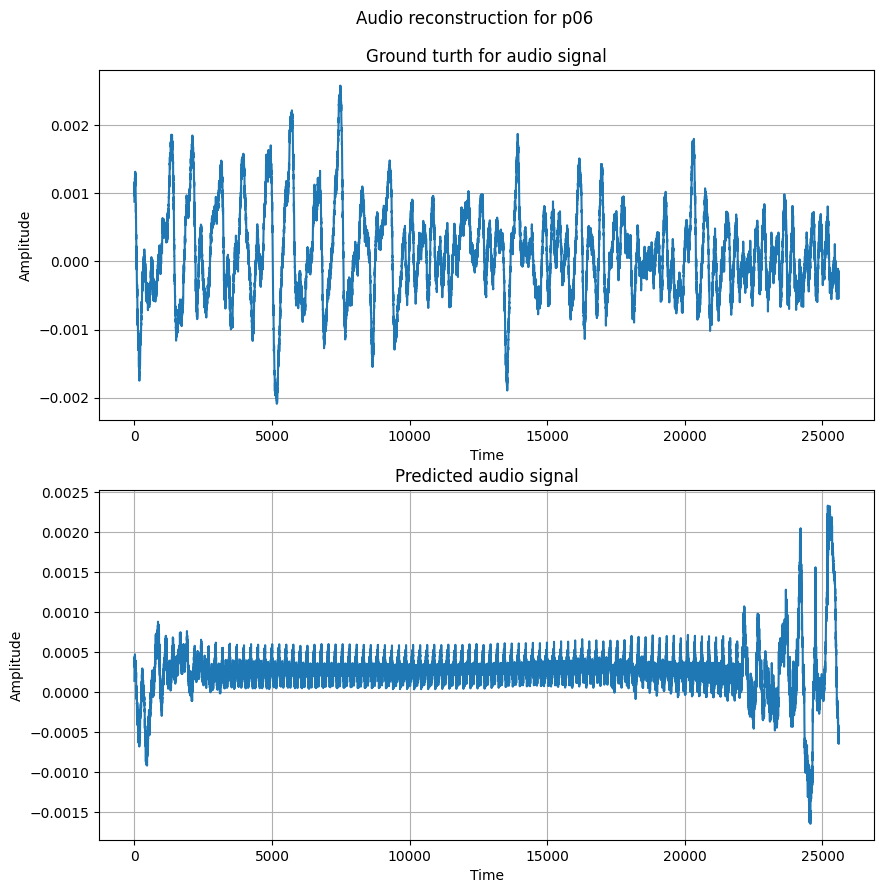 Audio reconstruction for p06
Ground turth for audio signal
0.002
0.001
0.000
−0.001
−0.002
Amplitude
0 5000 10000 15000 20000 25000
Time
Predicted audio signal
0.0025
0.0020
0.0015
0.0010
0.0005
0.0000
−0.0005
−0.0010
−0.0015
Amplitude
0 5000 10000 15000 20000 25000
Time